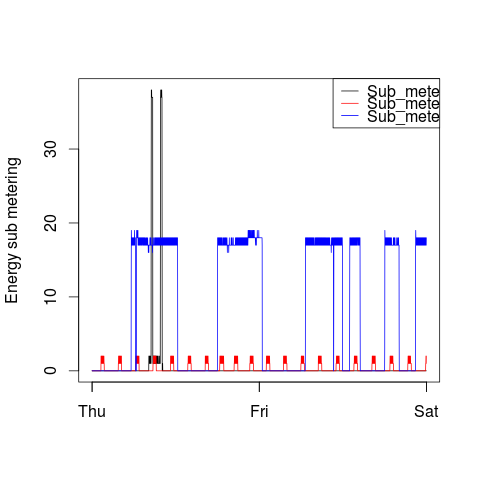 Sub_mete
Sub_mete
Sub_mete
Energy sub metering
30
20
10
0
Thu Fri Sat